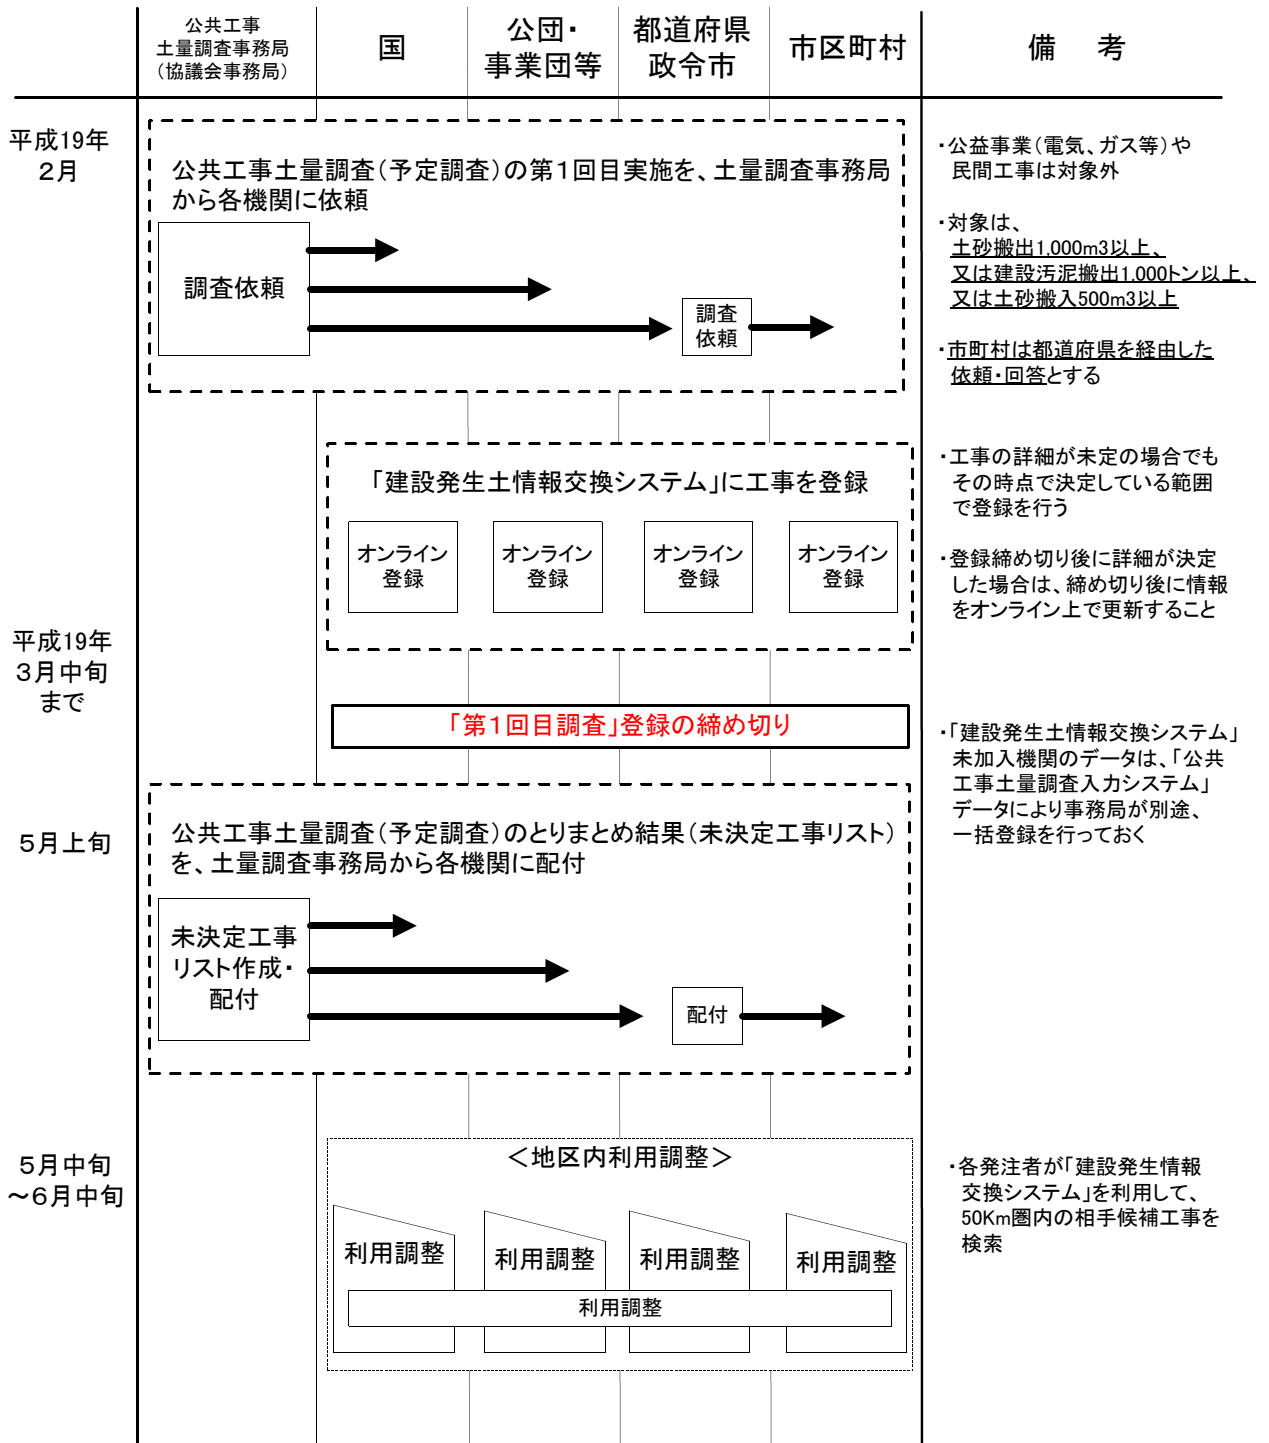 公共工事
土量調査事務局
（協議会事務局）
国
公団・
事業団等
都道府県
政令市
市区町村
備　考
平成19年
２月
公共工事土量調査（予定調査）の第１回目実施を、土量調査事務局
から各機関に依頼
調査依頼
調査
依頼
・公益事業（電気、ガス等）や
民間工事は対象外
・対象は、
土砂搬出1,000m3以上、
又は建設汚泥搬出1,000トン以上、
又は土砂搬入500m3以上
・市町村は都道府県を経由した
依頼・回答とする
「建設発生土情報交換システム」に工事を登録
オンライン
登録
オンライン
登録
オンライン
登録
オンライン
登録
・工事の詳細が未定の場合でも
その時点で決定している範囲
で登録を行う
・登録締め切り後に詳細が決定
した場合は、締め切り後に情報
をオンライン上で更新すること
平成19年
３月中旬
まで
「第１回目調査」登録の締め切り
・「建設発生土情報交換システム」
未加入機関のデータは、「公共
工事土量調査入力システム」
データにより事務局が別途、
一括登録を行っておく
５月上旬
公共工事土量調査（予定調査）のとりまとめ結果（未決定工事リスト）
を、土量調査事務局から各機関に配付
未決定工事
リスト作成・
配付
配付
５月中旬
～６月中旬
＜地区内利用調整＞
利用調整
利用調整
利用調整
利用調整
利用調整
・各発注者が「建設発生情報
交換システム」を利用して、
50Km圏内の相手候補工事を
検索